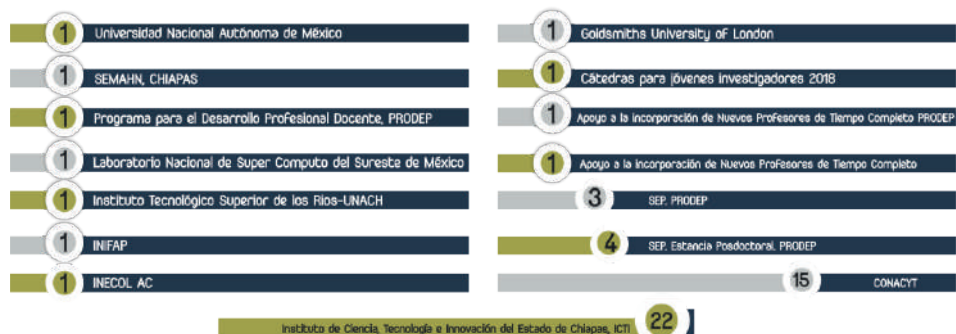 1 Universidad Nacional Autónoma de México
1 SEMAHN, CHIAPAS
1 Programa para el Desarrollo Profesional Docente, PRODEP
1 Laboratorio Nacional de Super Computo del Sureste de México
1 Instituto Tecnológico Superior de los Rios-UNACH
1 INIFAP
1 INECOL AC
1 Goldsmiths University of London
1 Cátedras para jóvenes investigadores 2018
1 Apoyo a la incorporación de Nuevos Profesores de Tiempo Completo PRODEP
1 Apoyo a la incorporación de Nuevos Profesores de Tiempo Completo
3 SEP, PRODEP
4 SEP, Estancia Posdoctoral, PRODEP
15 CONACYT
Instituto de Ciencia, Tecnología e Innovación del Estado de Chiapas, ICTI 22